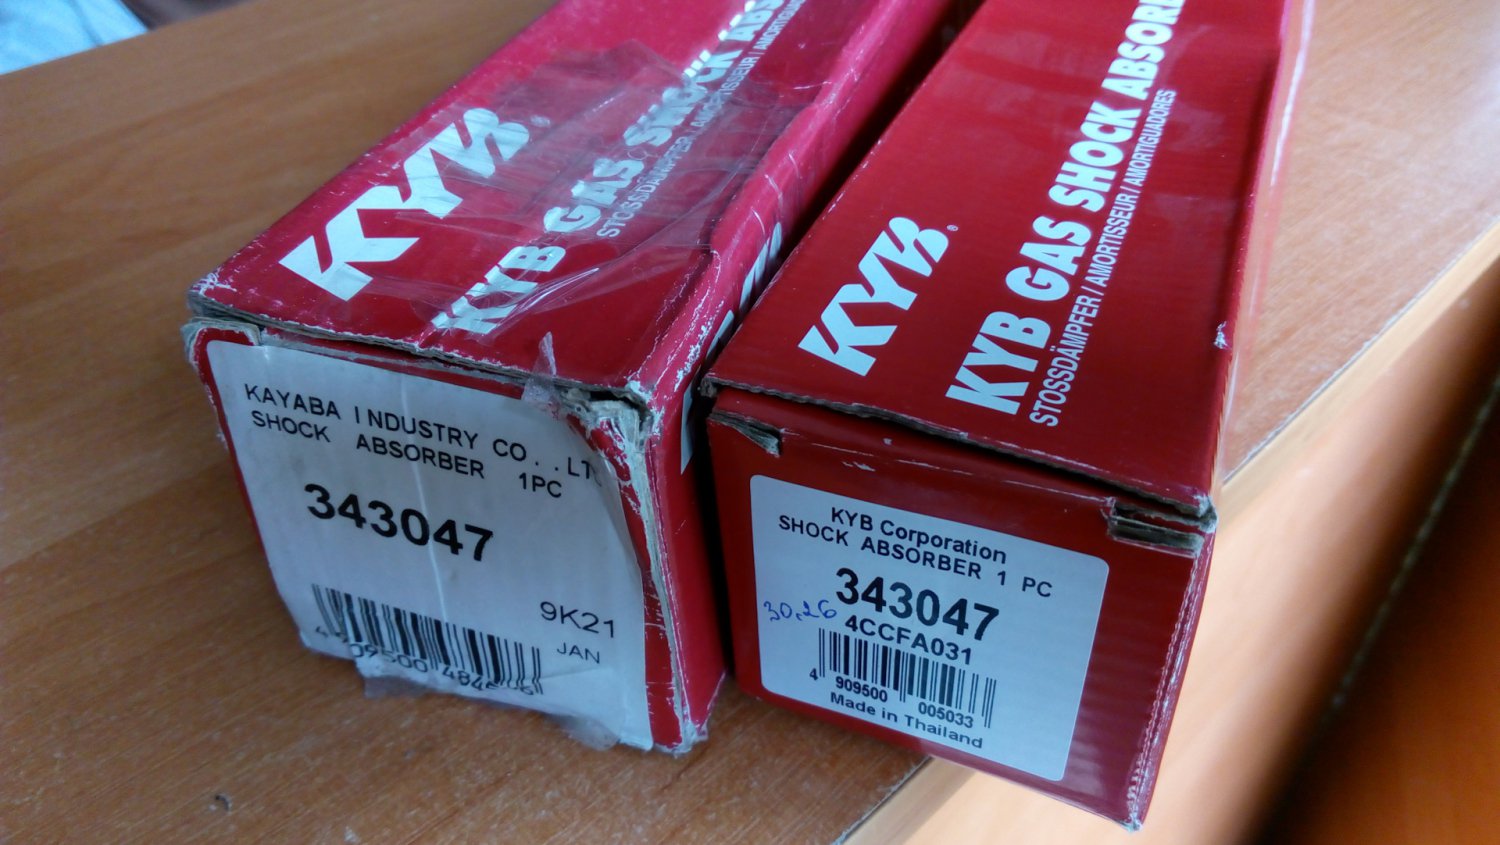 KYB®
KYB GAS SHOCK ABS
STOSSDÄMPFER / AMORTISSEUR / AMORTIGUA
KAYABA INDUSTRY CO., LT
SHOCK ABSORBER 1PC
343047
9K21
JAN
KYB®
KYB GAS SHOCK ABSORB
STOSSDÄMPFER / AMORTISSEUR / AMORTIGUADORES
KYB Corporation
SHOCK ABSORBER 1 PC
343047
30,26
4CCFA031
4 909500 005033
Made in Thailand